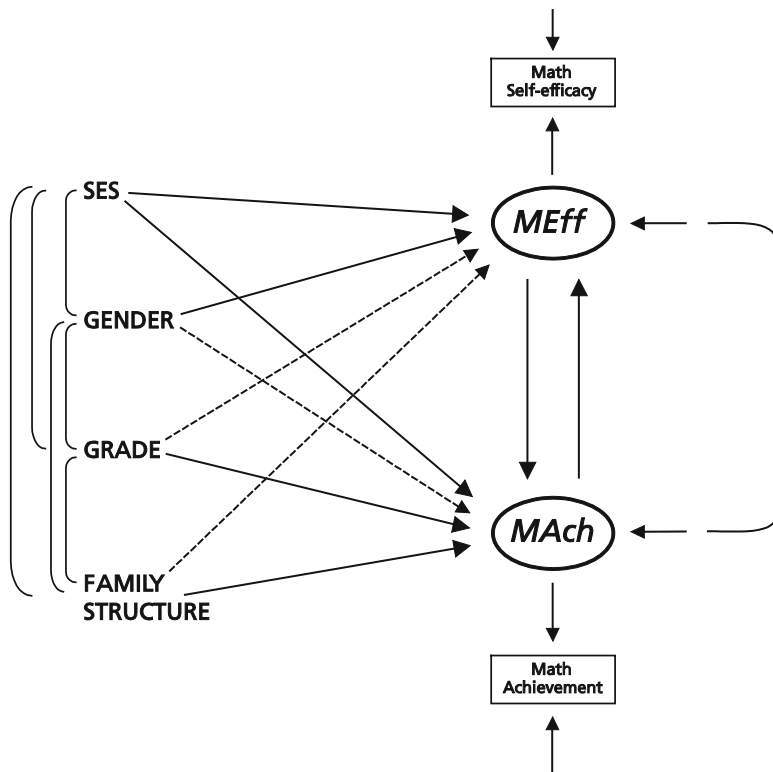 Math
Self-efficacy
SES
MEff
GENDER
GRADE
MAch
FAMILY
STRUCTURE
Math
Achievement